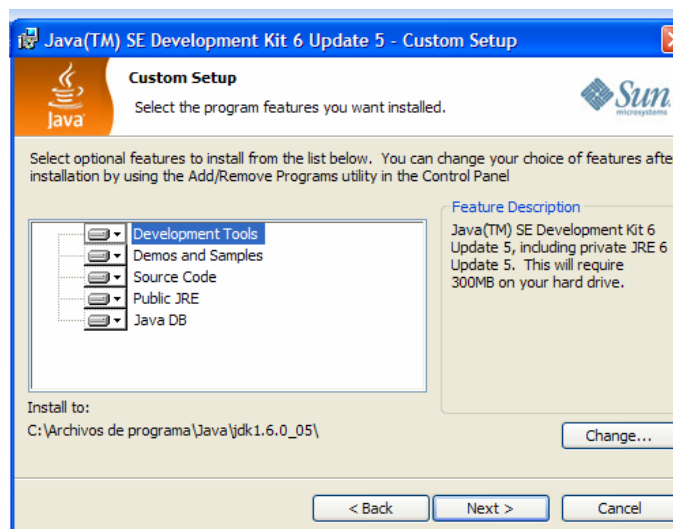 Java(TM) SE Development Kit 6 Update 5 - Custom Setup
Java
Custom Setup
Select the program features you want installed.
Sun
microsystems
Select optional features to install from the list below. You can change your choice of features afte
installation by using the Add/Remove Programs utility in the Control Panel
Development Tools
Demos and Samples
Source Code
Public JRE
Java DB
Feature Description
Java(TM) SE Development Kit 6
Update 5, including private JRE 6
Update 5. This will require
300MB on your hard drive.
Install to:
C:\Archivos de programa\Java\jdk1.6.0_05\
Change...
< Back
Next >
Cancel